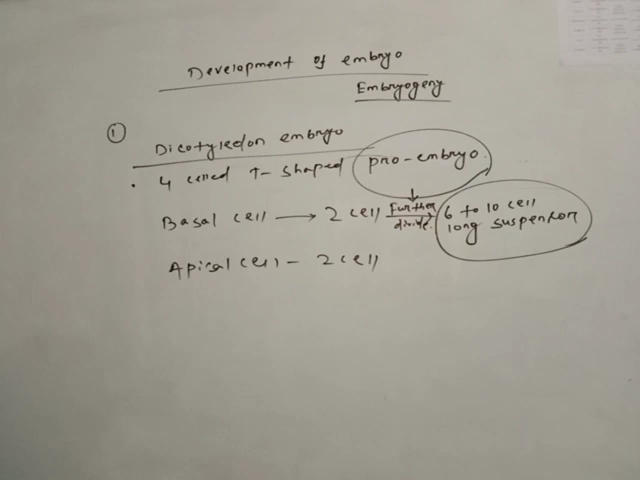 Development of embryo
Embryogeny
① Dicotyledon embryo
• 4 celled T-shaped pro-embryo.
Basal cell → 2 cell Further divide. 6 to 10 cell long suspensor
Apical cell - 2 cell